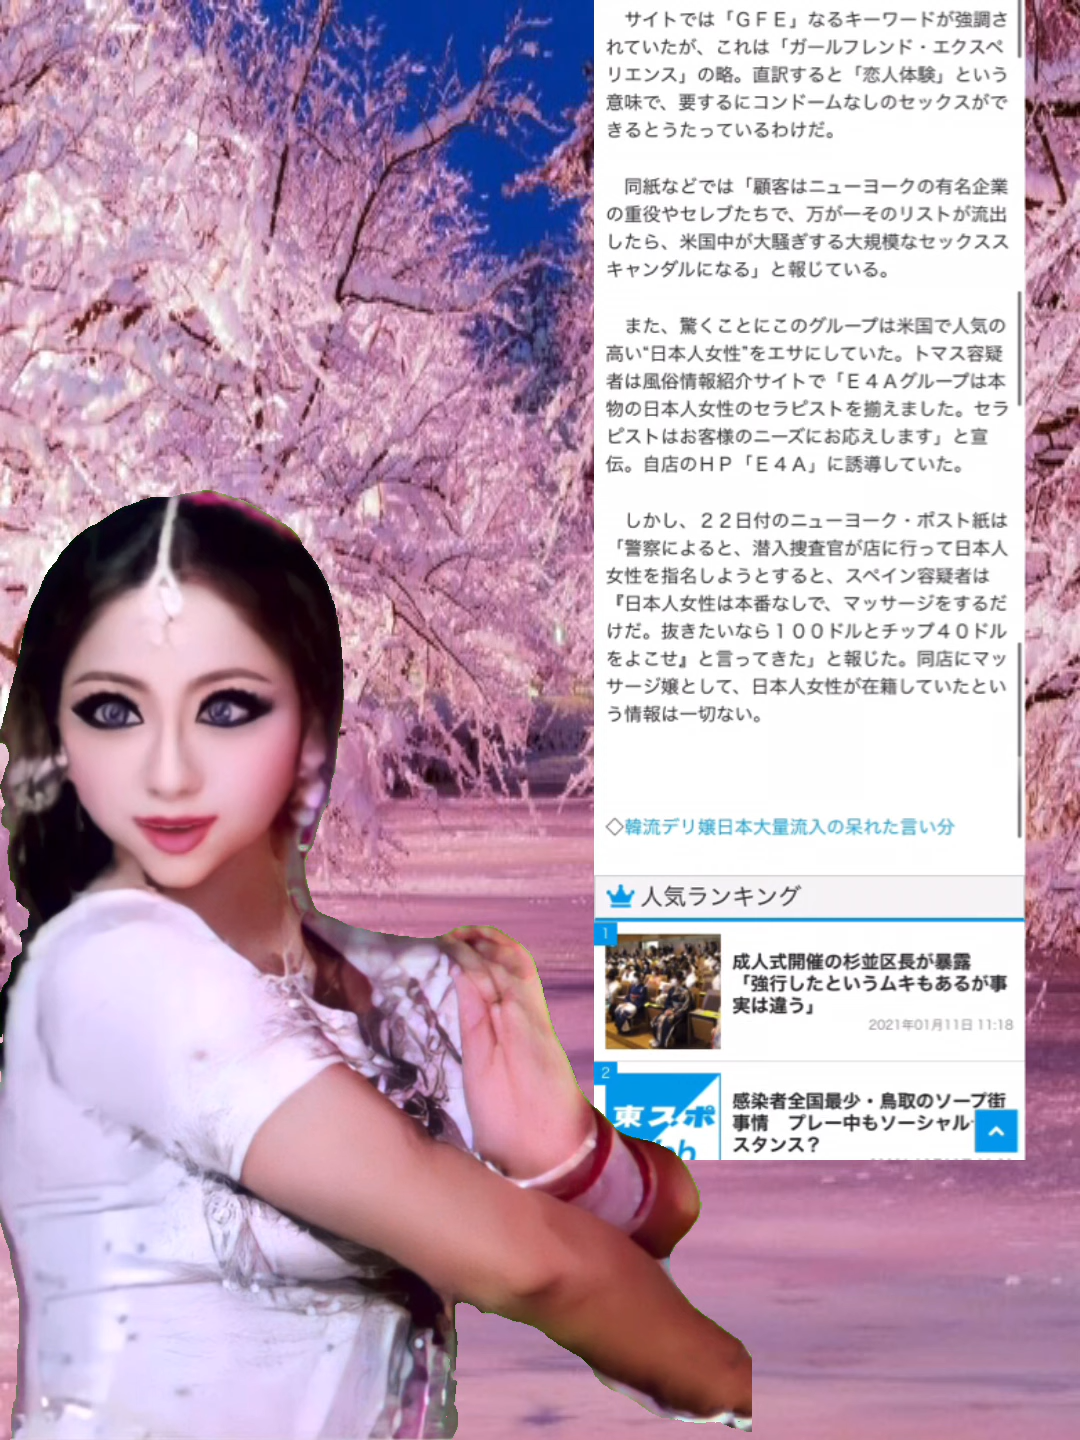 サイトでは「ＧＦＥ」なるキーワードが強調さ
れていたが、これは「ガールフレンド・エクスペ
リエンス」の略。直訳すると「恋人体験」という
意味で、要するにコンドームなしのセックスがで
きるとうたっているわけだ。
同紙などでは「顧客はニューヨークの有名企業
の重役やセレブたちで、万が一そのリストが流出
したら、米国中が大騒ぎする大規模なセックスス
キャンダルになる」と報じている。
また、驚くことにこのグループは米国で人気の
高い“日本人女性”をエサにしていた。トマス容疑
者は風俗情報紹介サイトで「Ｅ４Ａグループは本
物の日本人女性のセラピストを揃えました。セラ
ピストはお客様のニーズにお応えします」と宣
伝。自店のＨＰ「Ｅ４Ａ」に誘導していた。
しかし、２２日付のニューヨーク・ポスト紙は
「警察によると、潜入捜査官が店に行って日本人
女性を指名しようとすると、スペイン容疑者は
『日本人女性は本番なしで、マッサージをするだ
けだ。抜きたいなら１００ドルとチップ４０ドル
をよこせ』と言ってきた」と報じた。同店にマッ
サージ嬢として、日本人女性が在籍していたとい
う情報は一切ない。
◇韓流デリ嬢日本大量流入の呆れた言い分
人気ランキング
1
成人式開催の杉並区長が暴露
「強行したというムキもあるが事
実は違う」
2021年01月11日 11:18
2
東スポ
感染者全国最少・鳥取のソープ街
事情　プレー中もソーシャル
スタンス？